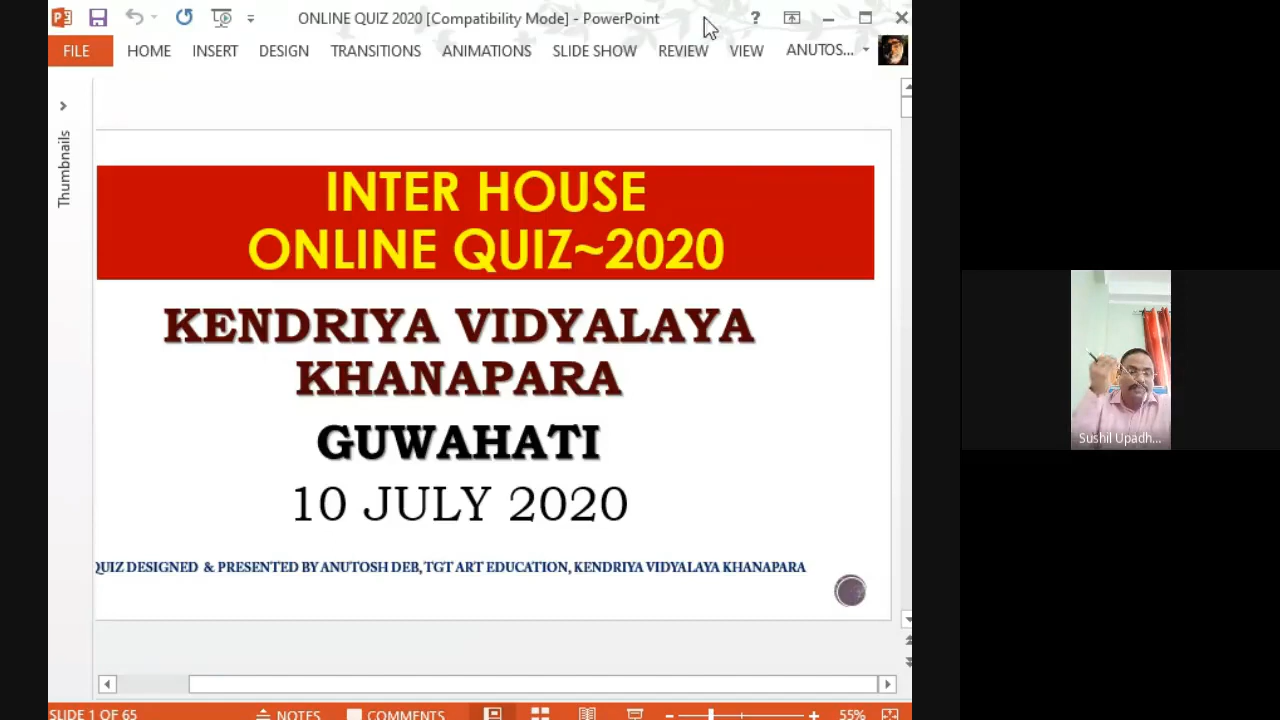 ONLINE QUIZ 2020 [Compatibility Mode] - PowerPoint
?
FILE HOME INSERT DESIGN TRANSITIONS ANIMATIONS SLIDE SHOW REVIEW VIEW ANUTOS...
Thumbnails
INTER HOUSE
ONLINE QUIZ~2020
KENDRIYA VIDYALAYA
KHANAPARA
GUWAHATI
10 JULY 2020
QUIZ DESIGNED & PRESENTED BY ANUTOSH DEB, TGT ART EDUCATION, KENDRIYA VIDYALAYA KHANAPARA
Sushil Upadh...
SLIDE 1 OF 65 NOTES COMMENTS 55%